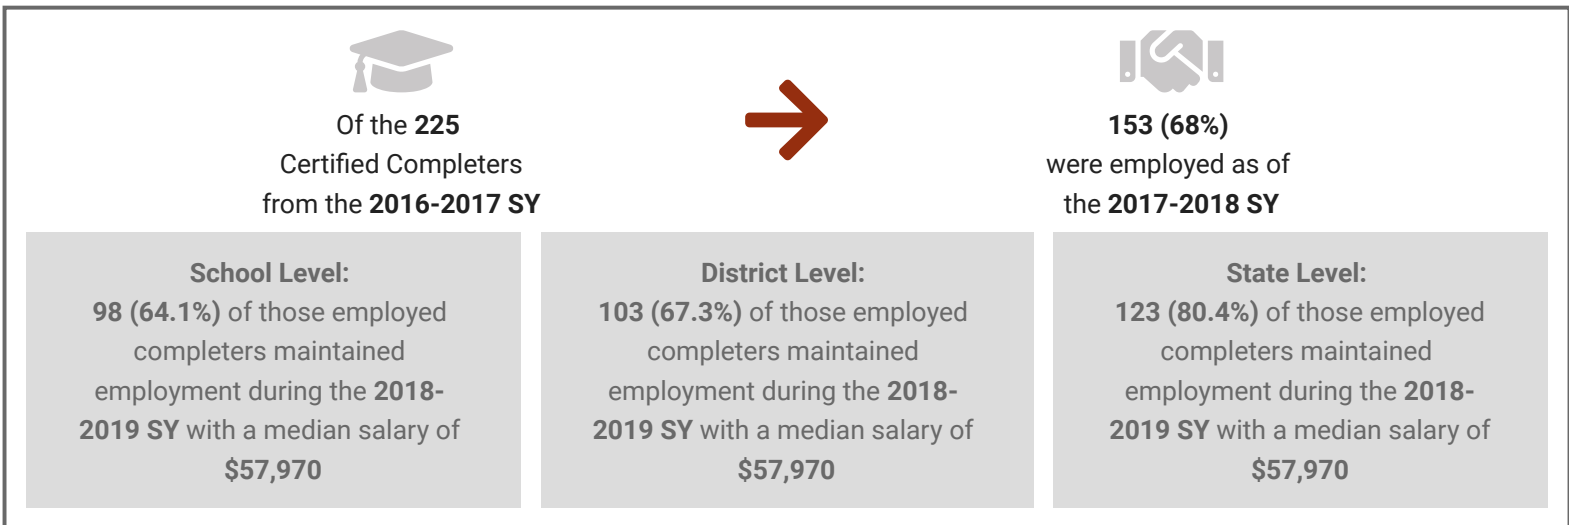 Of the 225
Certified Completers
from the 2016-2017 SY
153 (68%)
were employed as of
the 2017-2018 SY
School Level:
98 (64.1%) of those employed
completers maintained
employment during the 2018-
2019 SY with a median salary of
$57,970
District Level:
103 (67.3%) of those employed
completers maintained
employment during the 2018-
2019 SY with a median salary of
$57,970
State Level:
123 (80.4%) of those employed
completers maintained
employment during the 2018-
2019 SY with a median salary of
$57,970